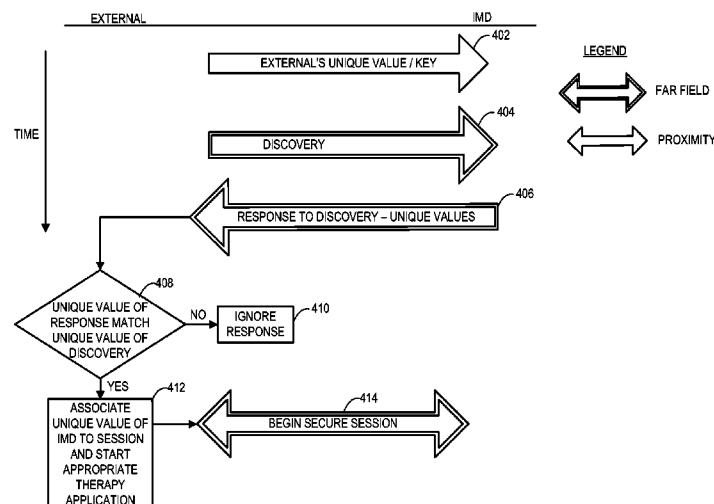 EXTERNAL
IMD
402
EXTERNAL'S UNIQUE VALUE / KEY
LEGEND
FAR FIELD
404
TIME
DISCOVERY
PROXIMITY
406
RESPONSE TO DISCOVERY – UNIQUE VALUES
408
UNIQUE VALUE OF
RESPONSE MATCH
UNIQUE VALUE OF
DISCOVERY
NO
IGNORE
RESPONSE
410
YES
412
ASSOCIATE
UNIQUE VALUE OF
IMD TO SESSION
AND START
APPROPRIATE
THERAPY
APPLICATION
414
BEGIN SECURE SESSION